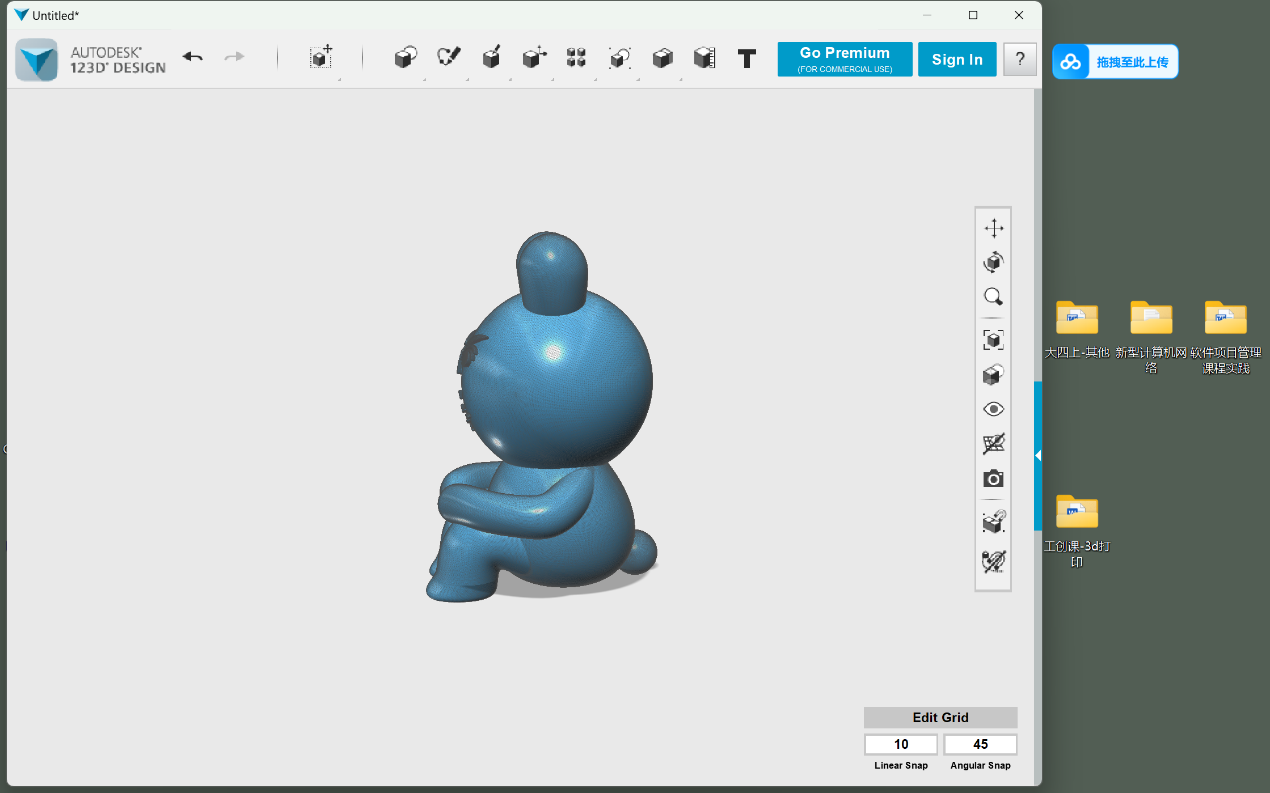 Untitled*
AUTODESK®
123D® DESIGN
Go Premium
(FOR COMMERCIAL USE)
Sign In
?
拖拽至此上传
大四上-其他
新型计算机网
络
软件项目管理
课程实践
工创课-3d打
印
Edit Grid
10
45
Linear Snap
Angular Snap